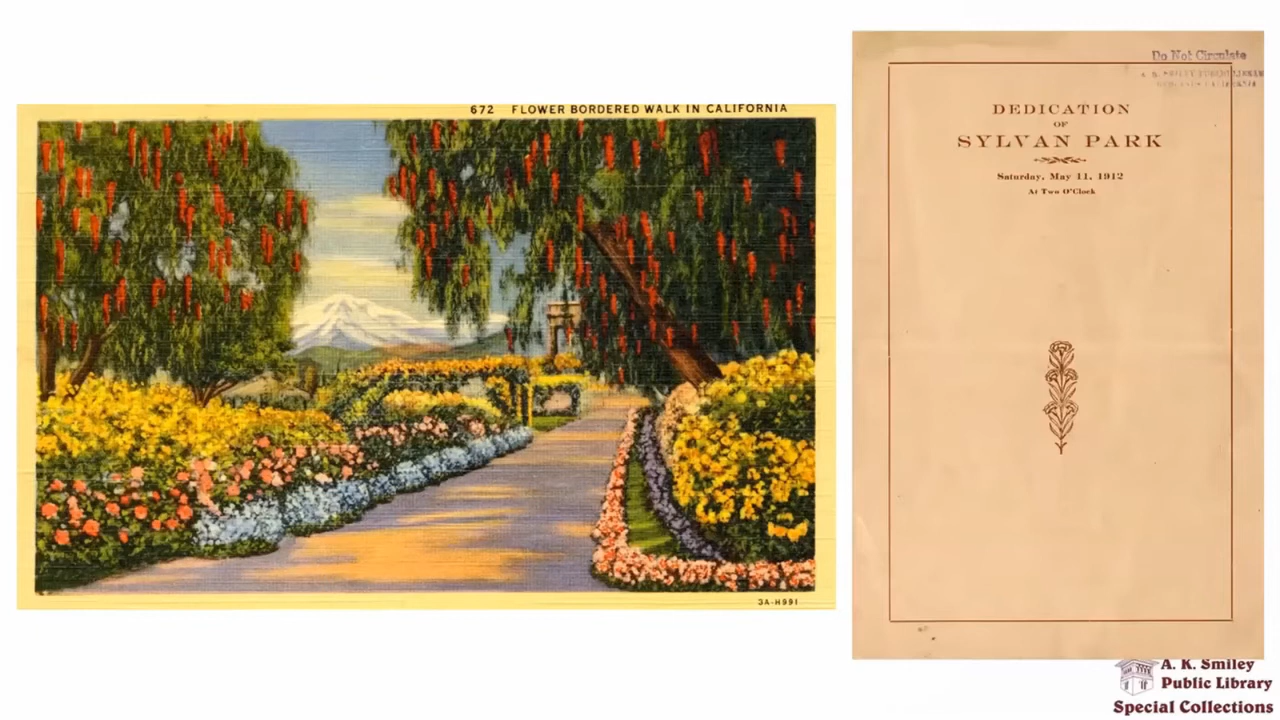 672 FLOWER BORDERED WALK IN CALIFORNIA
3A-H991
Do Not Circulate
DEDICATION
OF
SYLVAN PARK
Saturday, May 11, 1912
At Two O'Clock
A. K. Smiley
Public Library
Special Collections